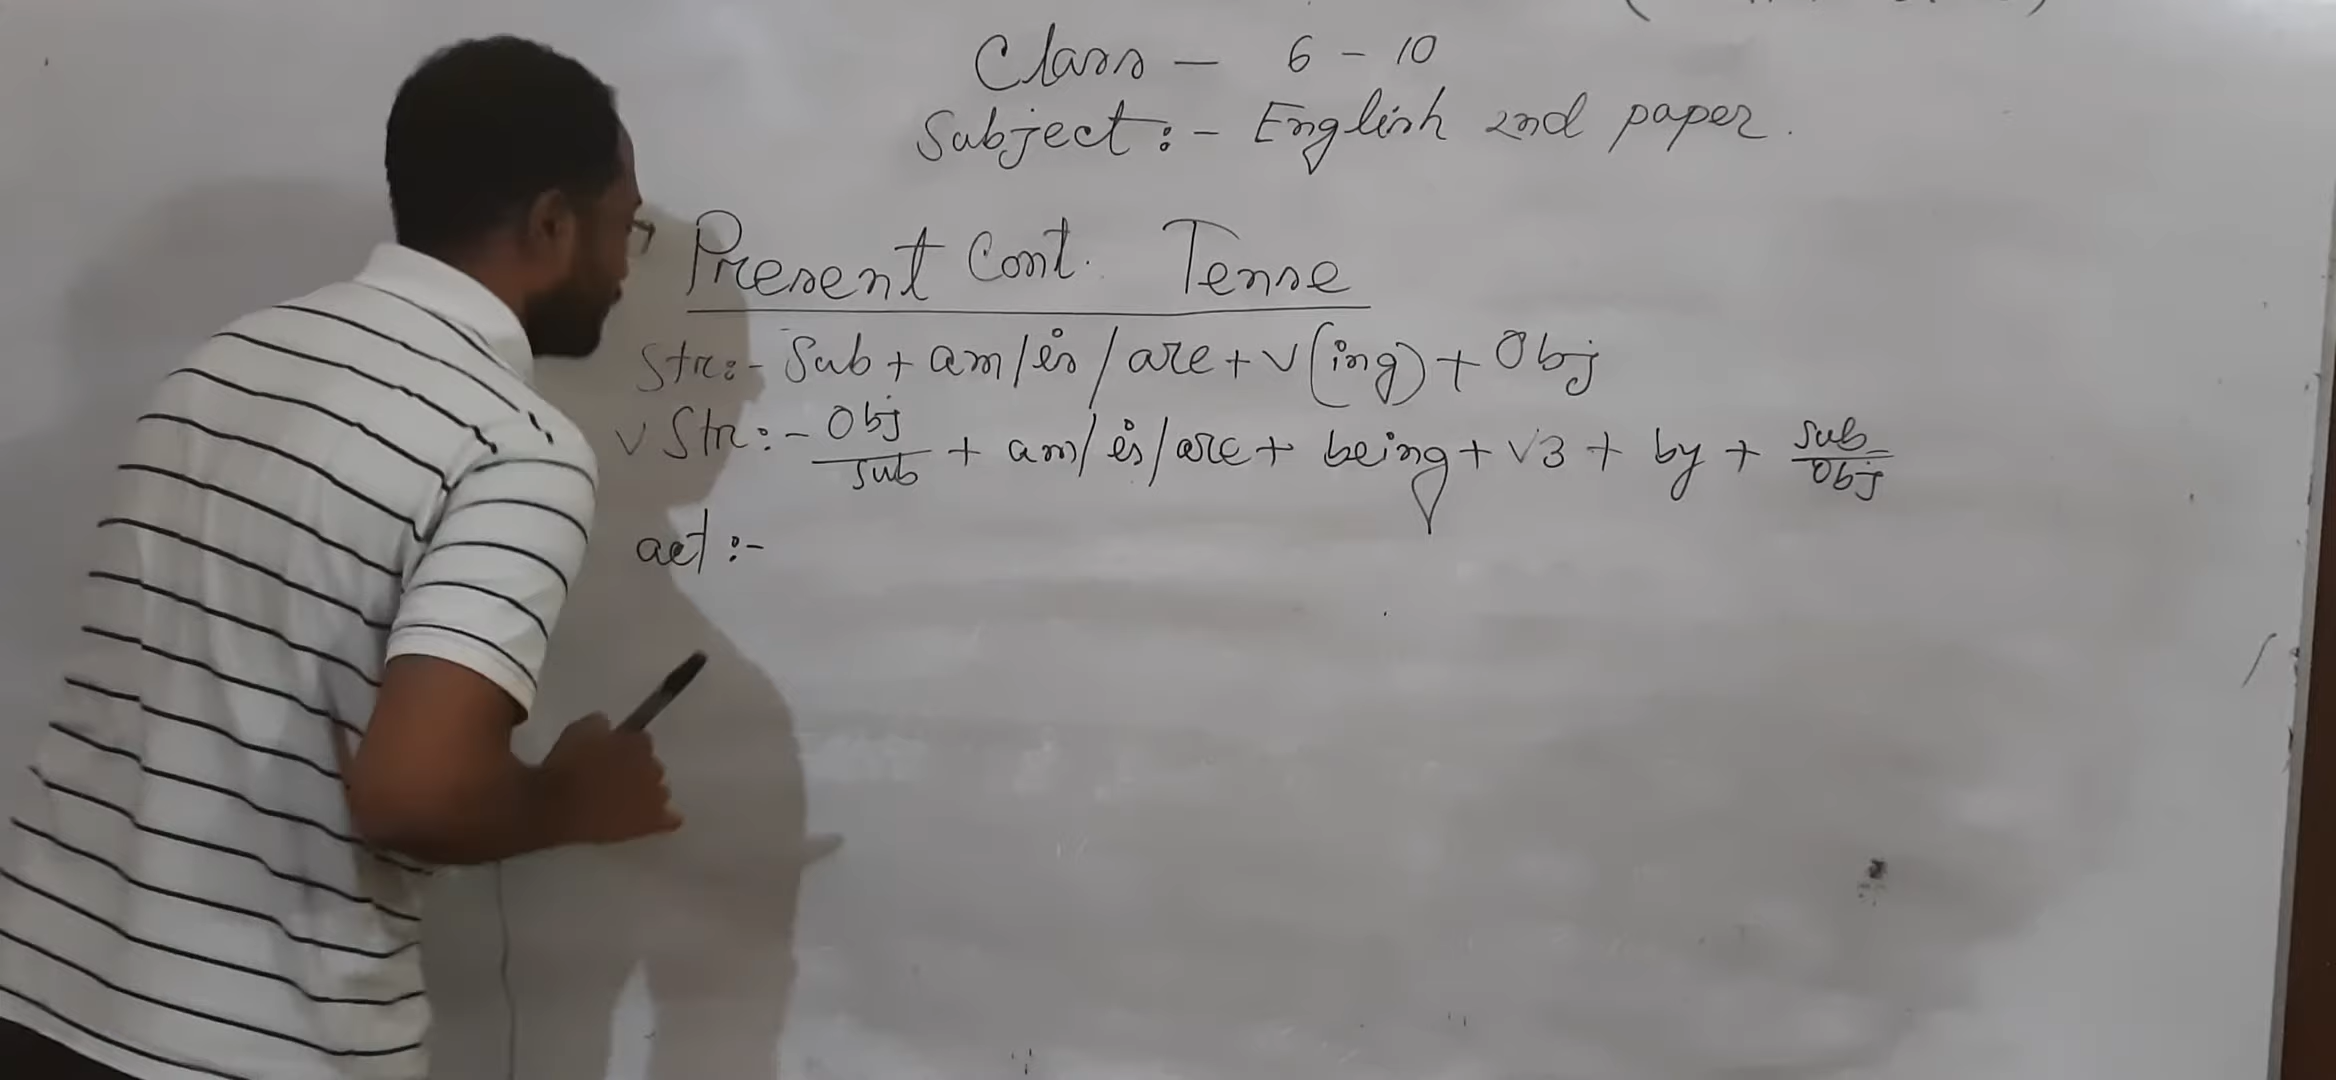 Class - 6 - 10
Subject :- English 2nd paper.
Present Cont. Tense
Str:- Sub + am/is/are + v(ing) + Obj
v Str:- Obj/Sub + am/is/are + being + v3 + by + Sub/Obj
act :-